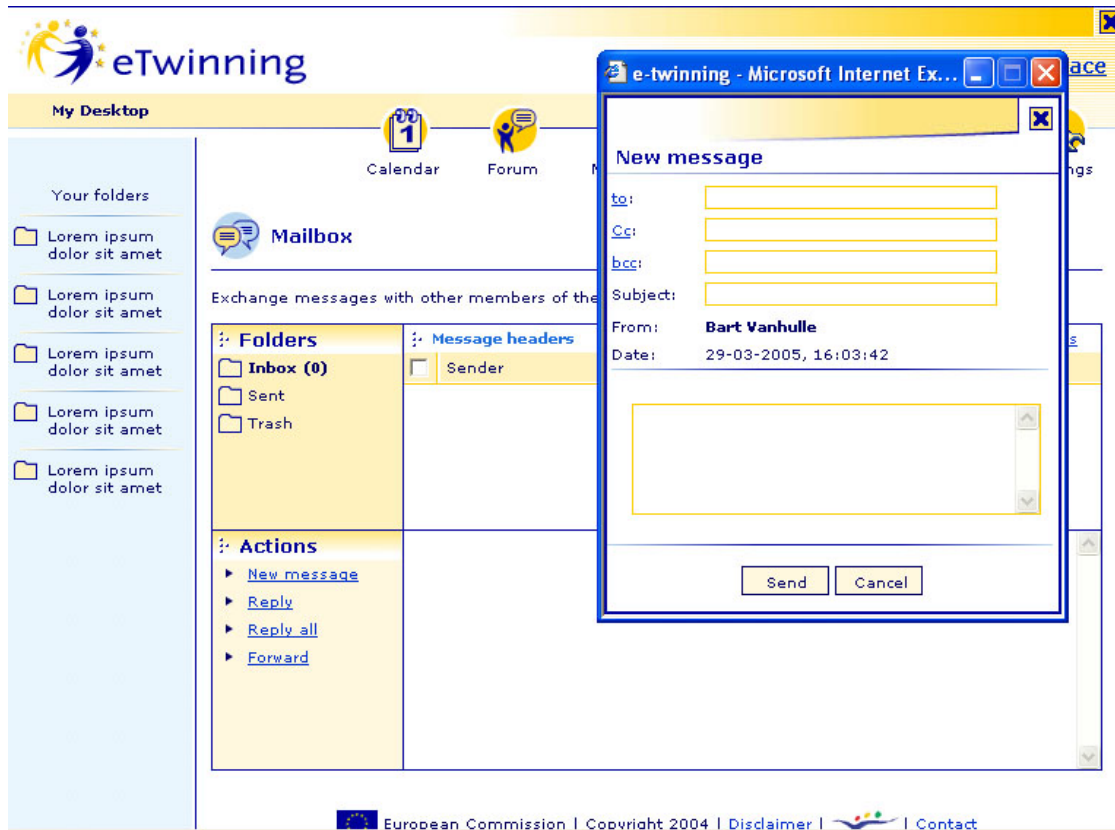 eTwinning
ace
My Desktop
1
Calendar
Forum
ngs
Your folders
Lorem ipsum
dolor sit amet
Lorem ipsum
dolor sit amet
Lorem ipsum
dolor sit amet
Lorem ipsum
dolor sit amet
Lorem ipsum
dolor sit amet
Mailbox
Exchange messages with other members of the
Folders
Inbox (0)
Sent
Trash
Message headers
s
Sender
Actions
New message
Reply
Reply all
Forward
e-twinning - Microsoft Internet Ex...
New message
to:
Cc:
bcc:
Subject:
From: Bart Vanhulle
Date: 29-03-2005, 16:03:42
Send Cancel
European Commission | Copyright 2004 | Disclaimer | | Contact